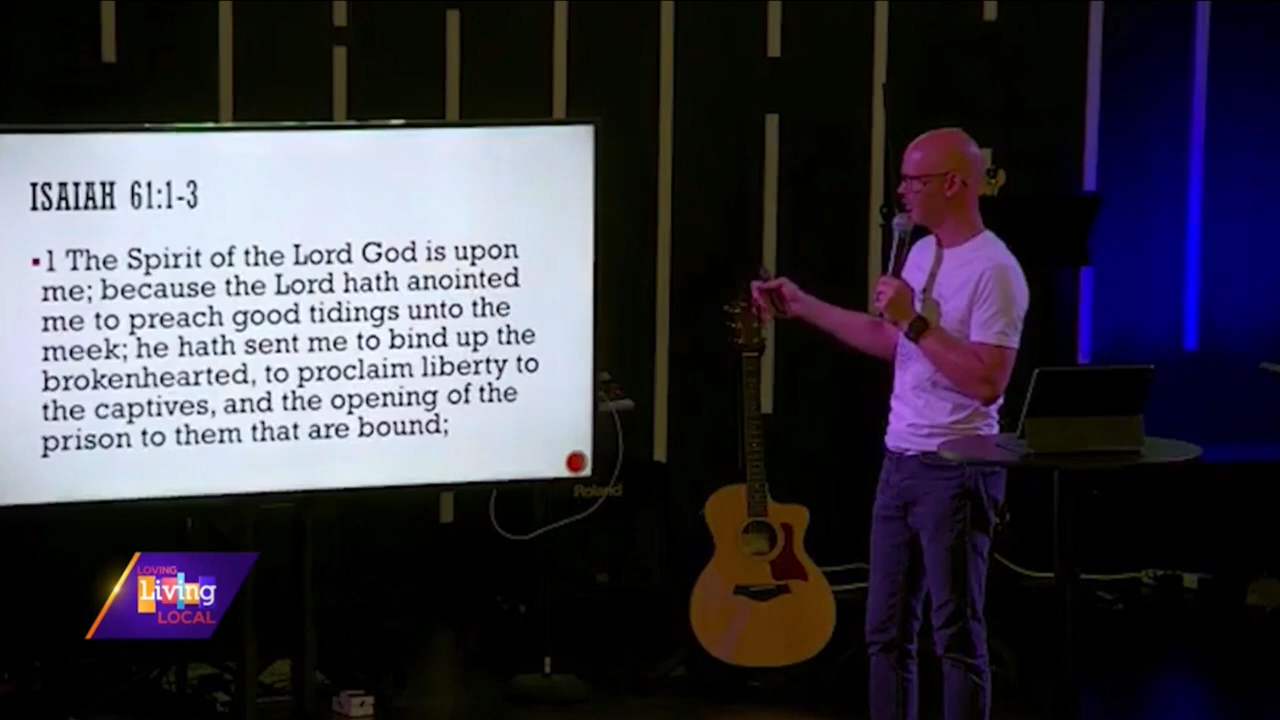 ISAIAH 61:1-3
▪1 The Spirit of the Lord God is upon
me; because the Lord hath anointed
me to preach good tidings unto the
meek; he hath sent me to bind up the
brokenhearted, to proclaim liberty to
the captives, and the opening of the
prison to them that are bound;
Roland
LOVING
Living
LOCAL